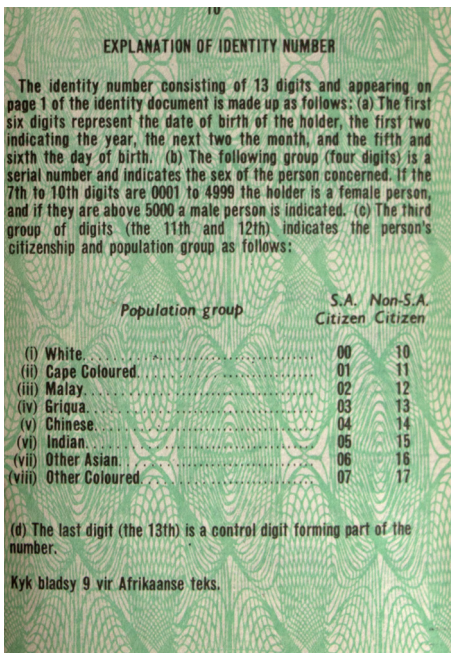 10
EXPLANATION OF IDENTITY NUMBER
The identity number consisting of 13 digits and appearing on
page 1 of the identity document is made up as follows: (a) The first
six digits represent the date of birth of the holder, the first two
indicating the year, the next two the month, and the fifth and
sixth the day of birth. (b) The following group (four digits) is a
serial number and indicates the sex of the person concerned. If the
7th to 10th digits are 0001 to 4999 the holder is a female person,
and if they are above 5000 a male person is indicated. (c) The third
group of digits (the 11th and 12th) indicates the person's
citizenship and population group as follows:
Population group S.A. Citizen Non-S.A. Citizen
(i) White. 00 10
(ii) Cape Coloured. 01 11
(iii) Malay. 02 12
(iv) Griqua. 03 13
(v) Chinese. 04 14
(vi) Indian. 05 15
(vii) Other Asian. 06 16
(viii) Other Coloured. 07 17
(d) The last digit (the 13th) is a control digit forming part of the
number.
Kyk bladsy 9 vir Afrikaanse teks.